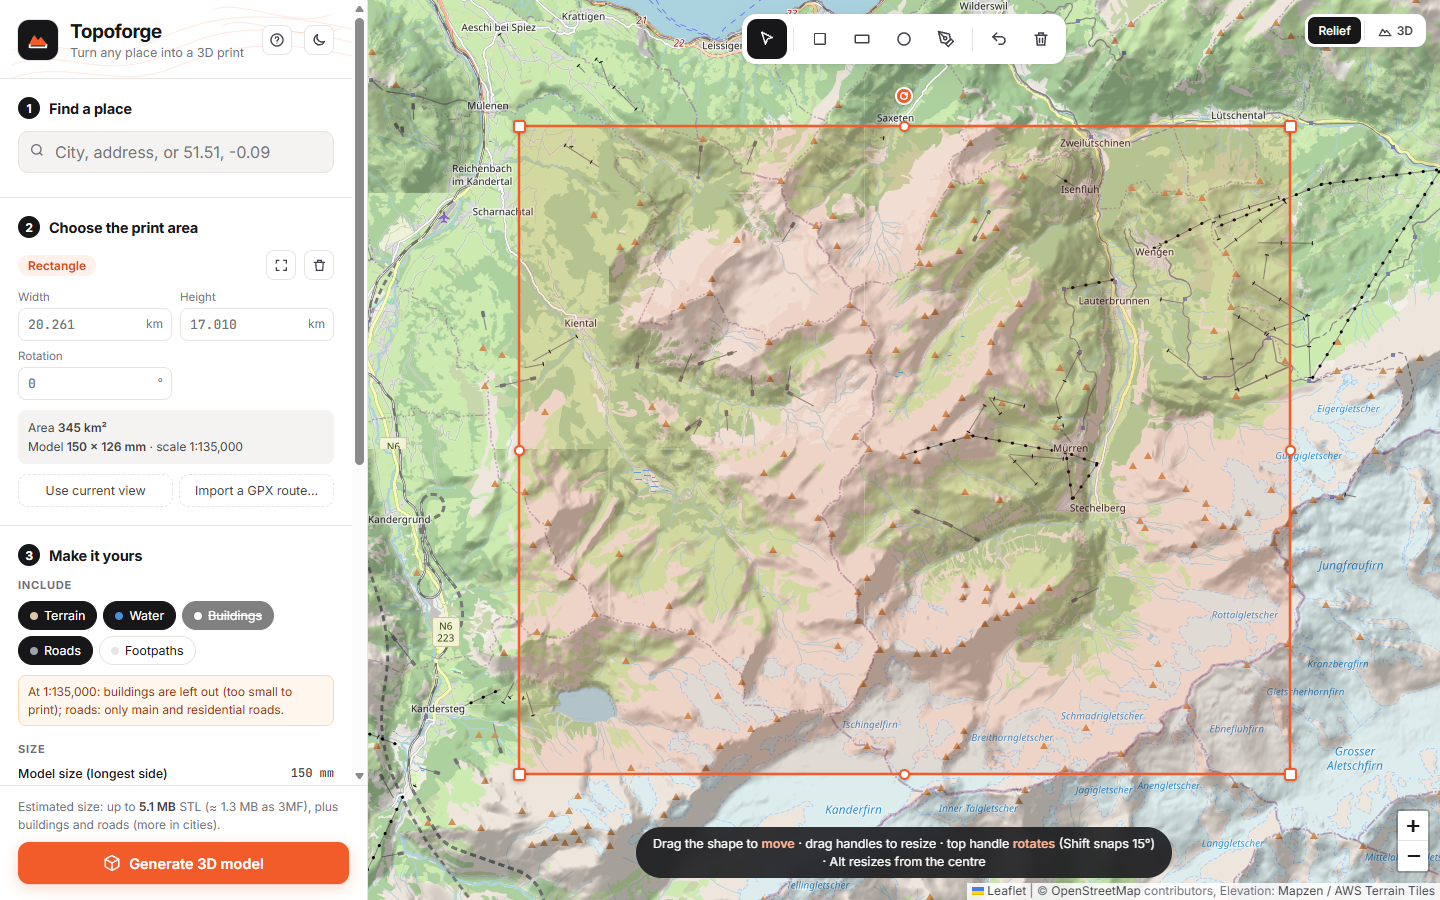 Topoforge
Turn any place into a 3D print
1 Find a place
City, address, or 51.51, -0.09
2 Choose the print area
Rectangle
Width
Height
20.261 km
17.010 km
Rotation
0 °
Area 345 km²
Model 150 × 126 mm · scale 1:135,000
Use current view
Import a GPX route...
3 Make it yours
INCLUDE
Terrain
Water
Buildings
Roads
Footpaths
At 1:135,000: buildings are left out (too small to
print); roads: only main and residential roads.
SIZE
Model size (longest side)
150 mm
Estimated size: up to 5.1 MB STL (≈ 1.3 MB as 3MF), plus
buildings and roads (more in cities).
Generate 3D model
Relief
3D
Wilderswil
Krattigen
Aeschi bei Spiez
21
22
Leissigen
Mülenen
Saxeten
Lütschental
Zweilütschinen
Reichenbach
im Kandertal
Isenfluh
Scharnachtal
Wengen
Lauterbrunnen
Kiental
Eigergletscher
N6
Mürren
Guggigletscher
Stechelberg
Kandergrund
Jungfraufirn
Rottalgletscher
N6
223
Kranzbergfirn
Gletscherhornfirn
Kandersteg
Schmadrigletscher
Tschingelfirn
Ebnefluhfirn
Breithorngletscher
Grosser
Aletschfirn
Jagigletscher
Anengletscher
Kanderfirn
Inner Talgletscher
Langgletscher
Drag the shape to move · drag handles to resize · top handle rotates (Shift snaps 15°)
· Alt resizes from the centre
+
−
Tellingletscher
Leaflet | © OpenStreetMap contributors, Elevation: Mapzen / AWS Terrain Tiles